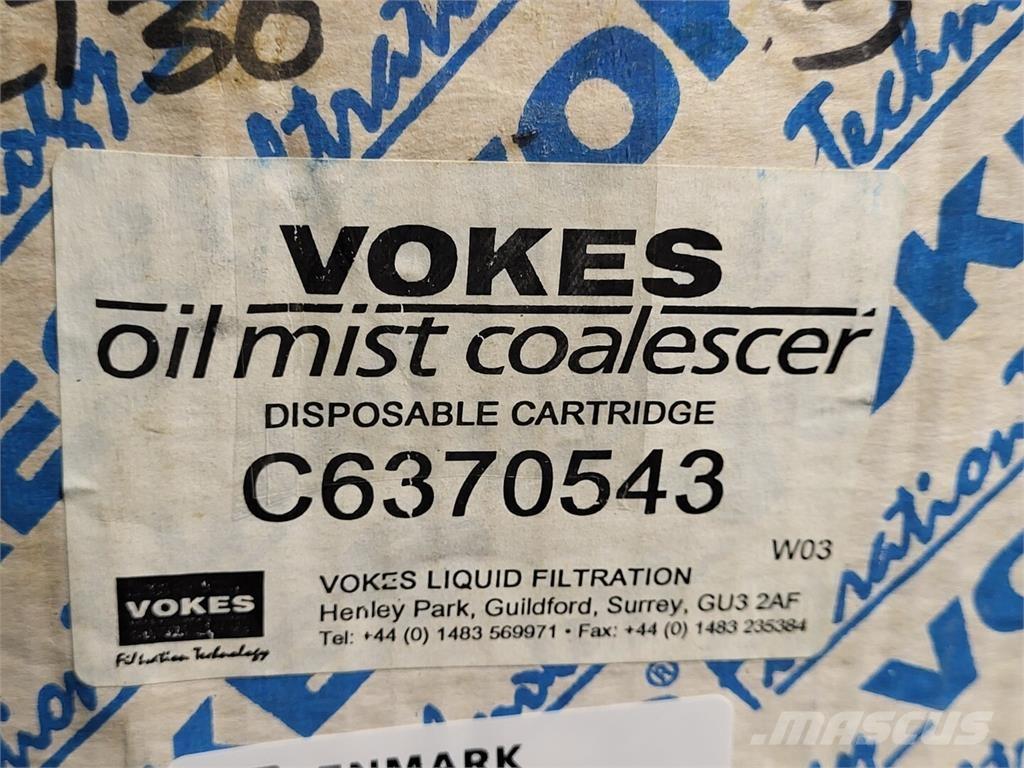 VOKES
oil mist coalescer
DISPOSABLE CARTRIDGE
C6370543
W03
VOKES
Filtration Technology
VOKES LIQUID FILTRATION
Henley Park, Guildford, Surrey, GU3 2AF
Tel: +44 (0) 1483 569971 • Fax: +44 (0) 1483 235384
MASCUS